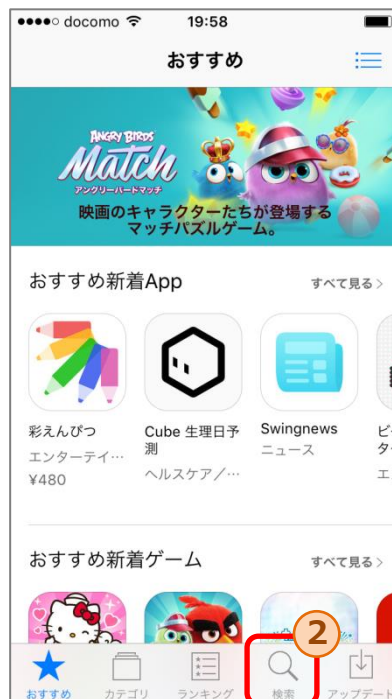 docomo 19:58
おすすめ
ANGRY BIRDS
Match
アングリーバードマッチ
映画のキャラクターたちが登場する
マッチパズルゲーム。
おすすめ新着App すべて見る>
彩えんぴつ
エンターテイ…
¥480
Cube 生理日予
測
ヘルスケア／…
Swingnews
ニュース
ビ
タ
エ
おすすめ新着ゲーム すべて見る>
2
おすすめ カテゴリ ランキング 検索 アップデート